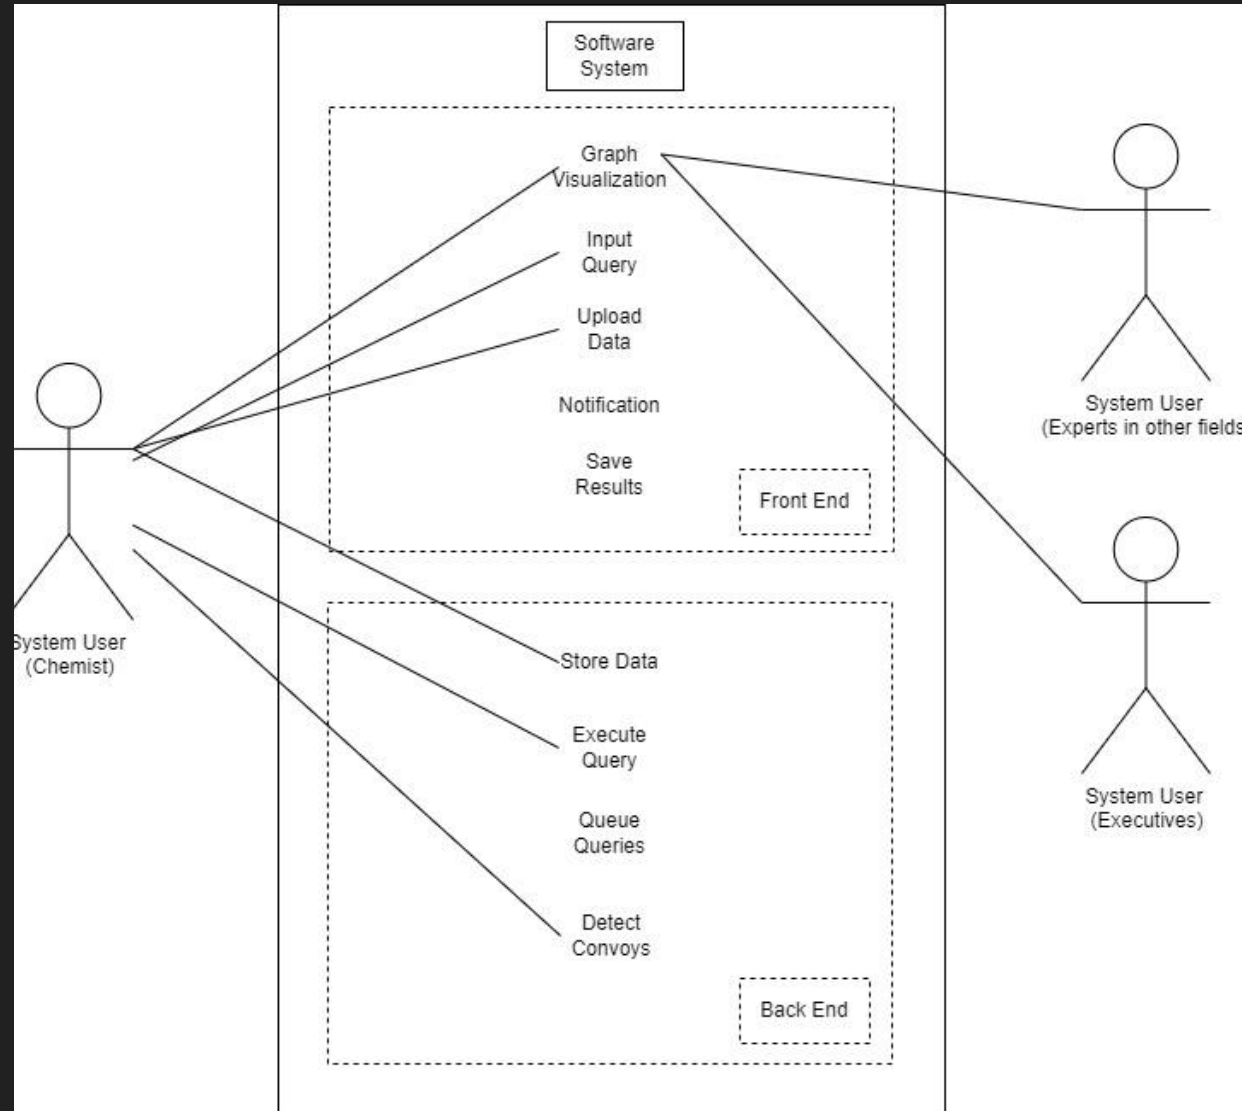 Software
System
Graph
Visualization
Input
Query
Upload
Data
Notification
Save
Results
Front End
System User
(Experts in other fields
System User
(Chemist)
Store Data
Execute
Query
Queue
Queries
Detect
Convoys
Back End
System User
(Executives)